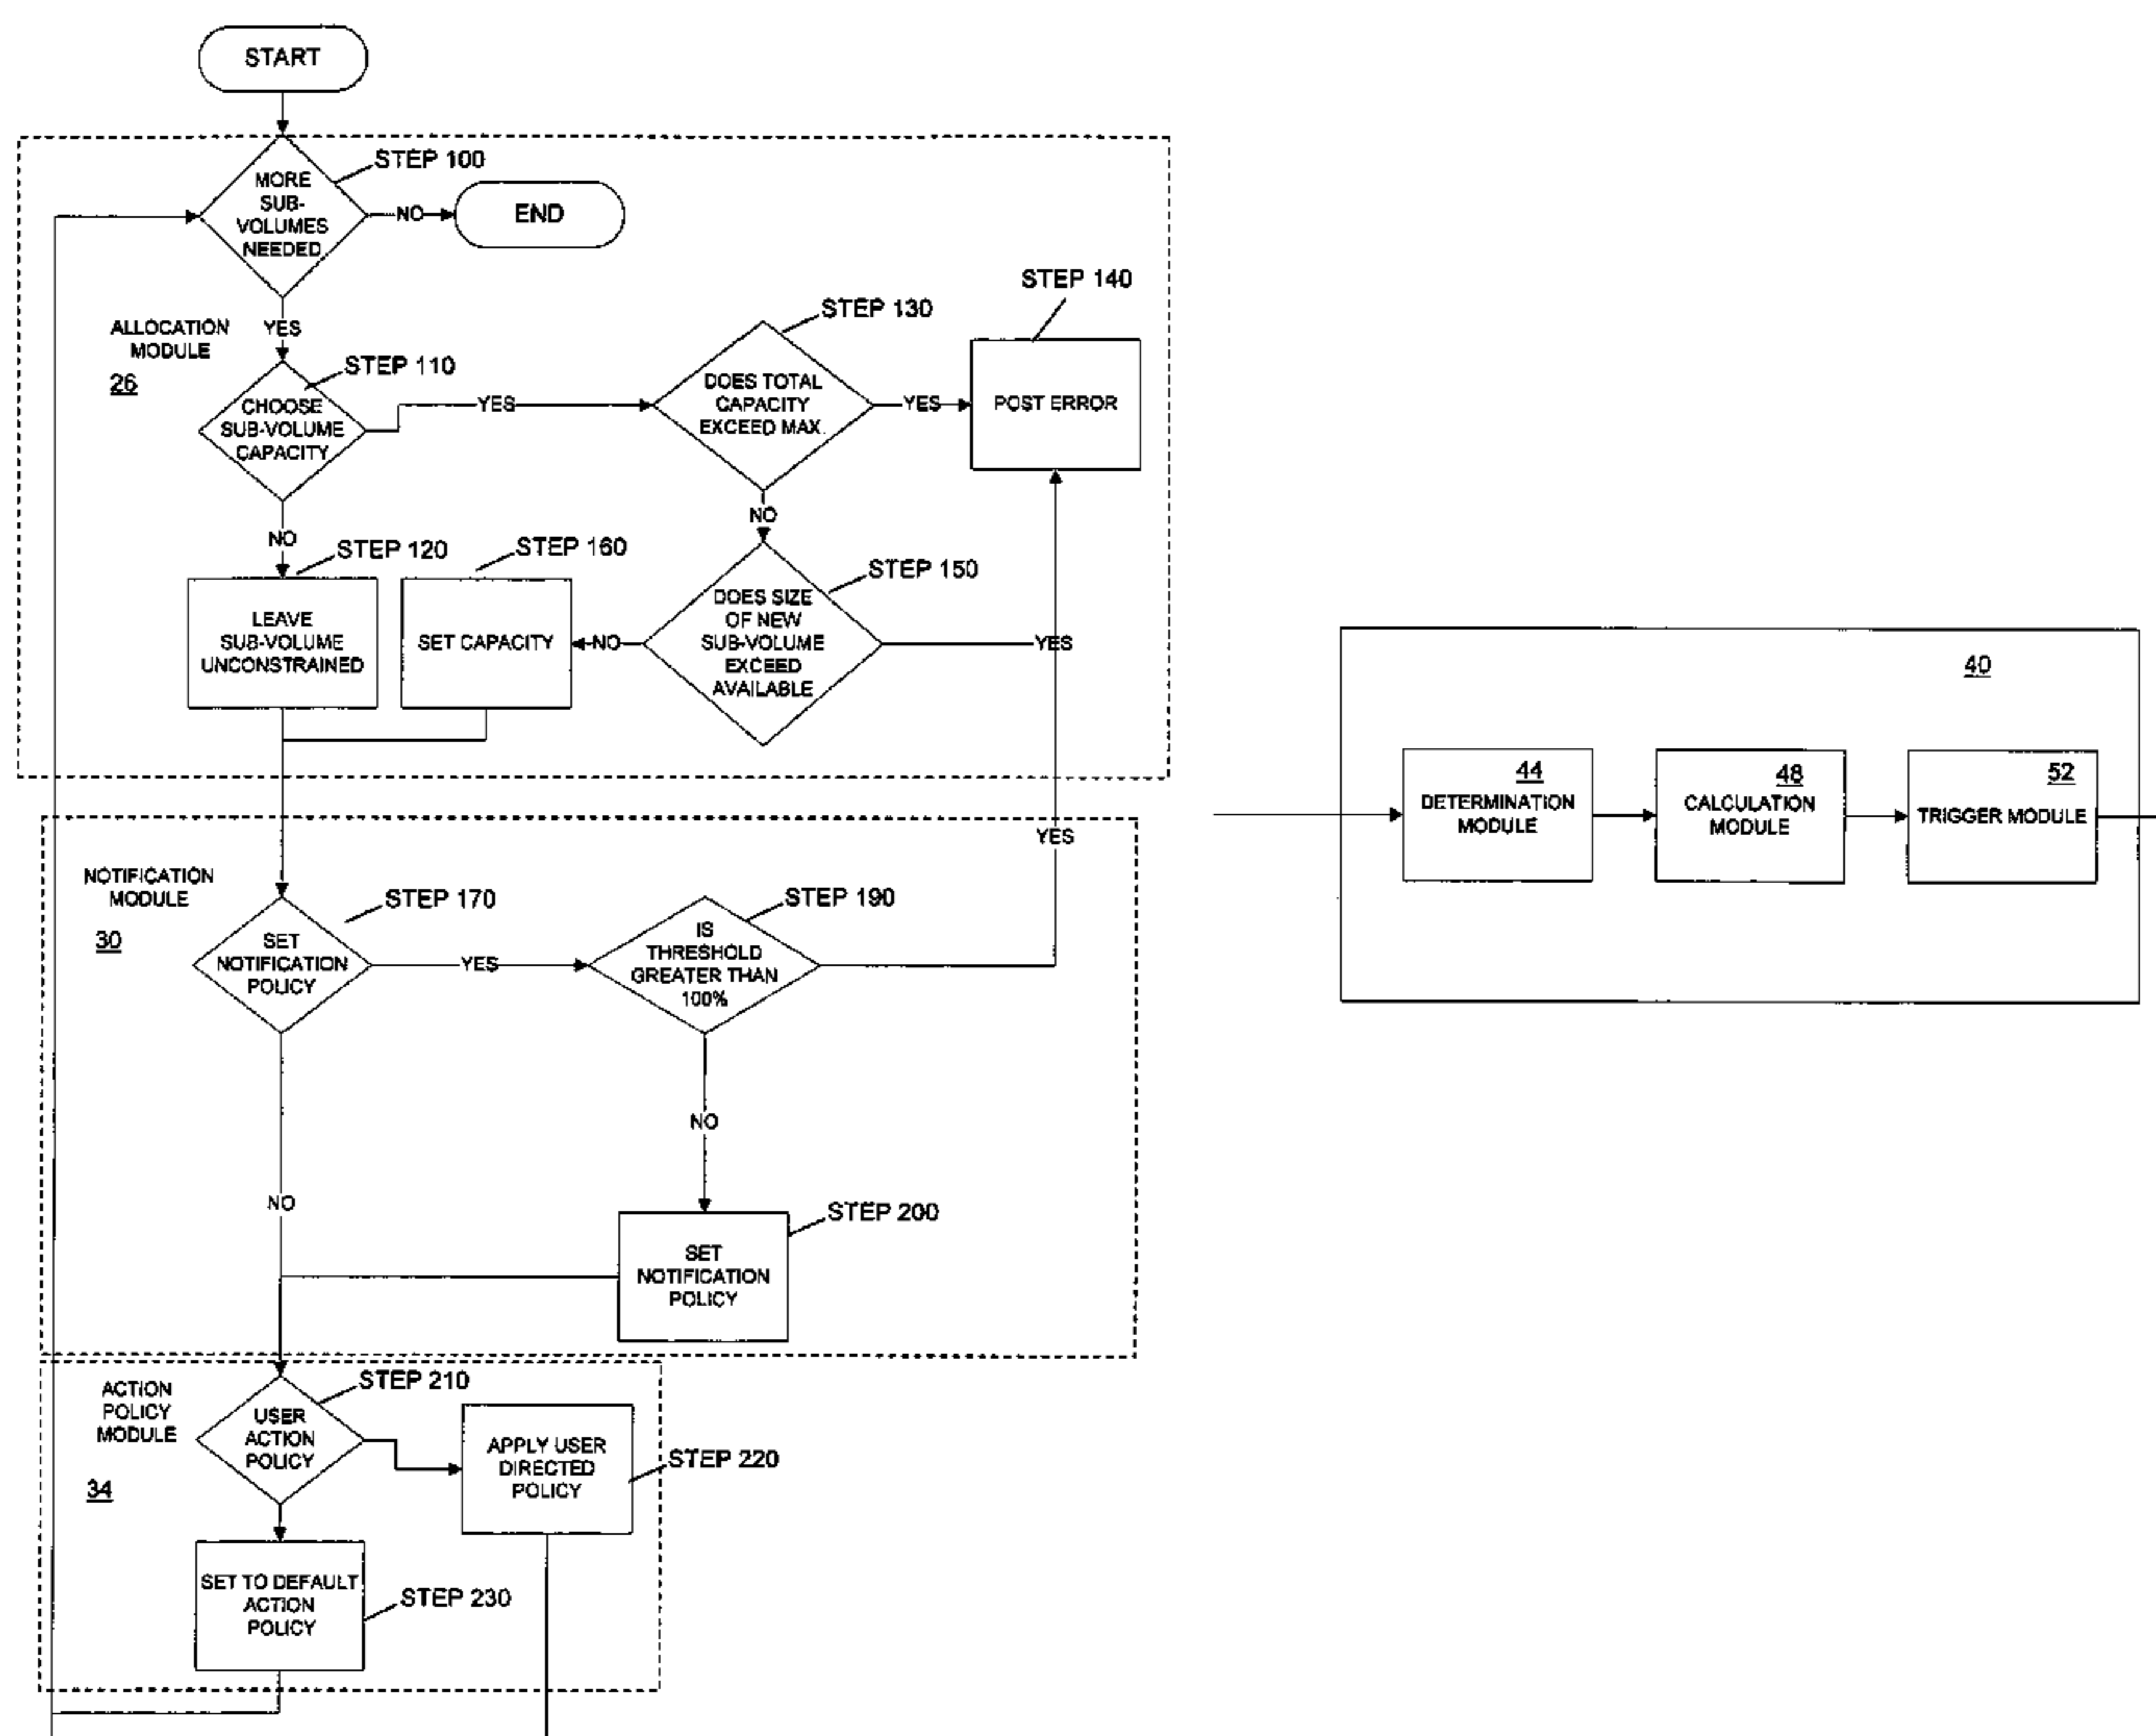 START
STEP 100
MORE
SUB-
VOLUMES
NEEDED
NO
END
YES
ALLOCATION
MODULE
26
STEP 110
CHOOSE
SUB-VOLUME
CAPACITY
YES
STEP 130
DOES TOTAL
CAPACITY
EXCEED MAX.
YES
STEP 140
POST ERROR
NO
NO
STEP 120
LEAVE
SUB-VOLUME
UNCONSTRAINED
STEP 160
SET CAPACITY
NO
STEP 150
DOES SIZE
OF NEW
SUB-VOLUME
EXCEED
AVAILABLE
YES
YES
NOTIFICATION
MODULE
30
STEP 170
SET
NOTIFICATION
POLICY
YES
STEP 190
IS
THRESHOLD
GREATER THAN
100%
NO
NO
STEP 200
SET
NOTIFICATION
POLICY
ACTION
POLICY
MODULE
34
STEP 210
USER
ACTION
POLICY
APPLY USER
DIRECTED
POLICY
STEP 220
SET TO DEFAULT
ACTION
POLICY
STEP 230
40
44
DETERMINATION
MODULE
48
CALCULATION
MODULE
52
TRIGGER MODULE